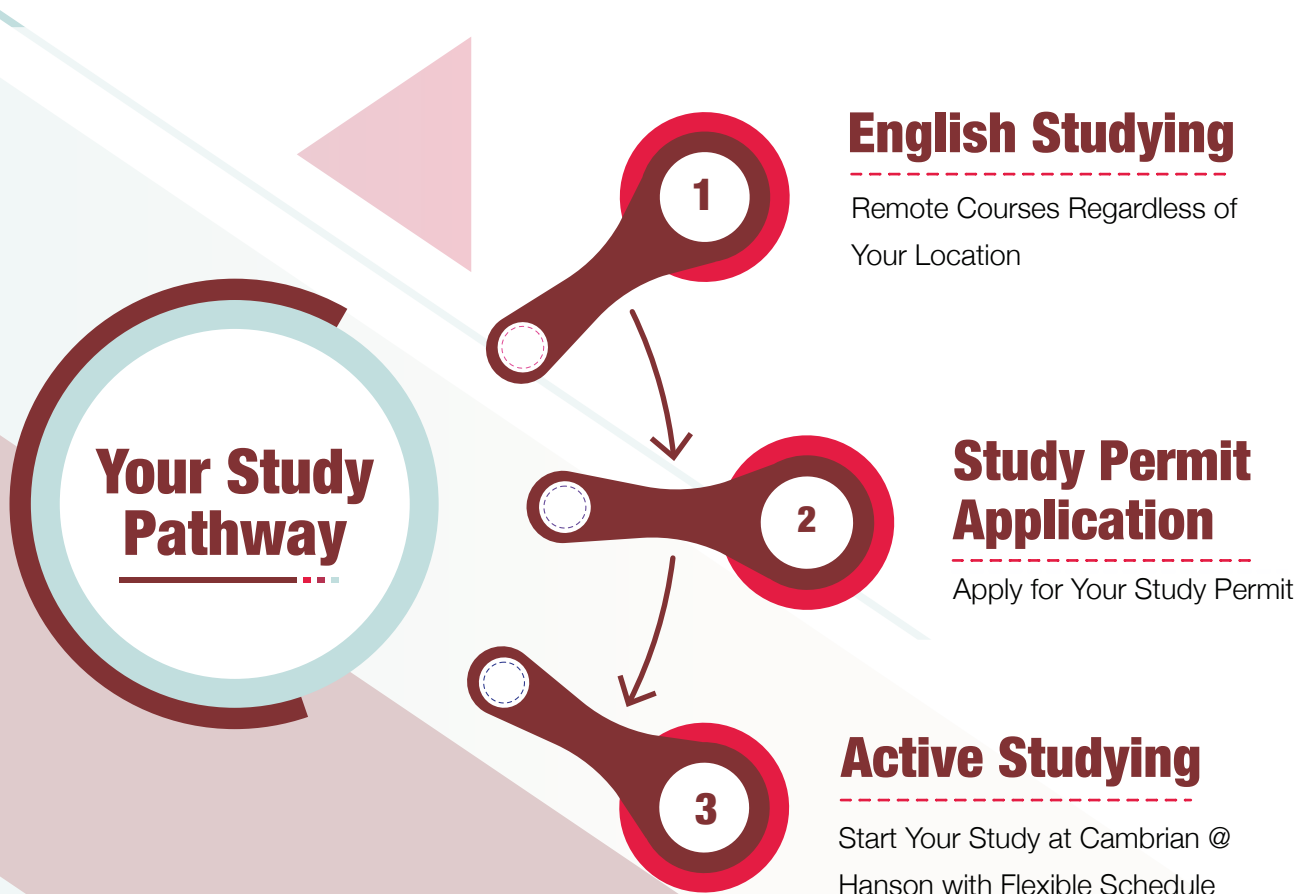 Your Study
Pathway
1
English Studying
Remote Courses Regardless of
Your Location
2
Study Permit
Application
Apply for Your Study Permit
3
Active Studying
Start Your Study at Cambrian @
Hanson with Flexible Schedule